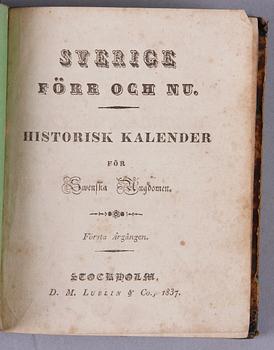 SVERIGE
FÖRR OCH NU.
HISTORISK KALENDER
FÖR
Svenska Ungdomen.
Första Årgången.
STOCKHOLM,
D. M. LUBLIN & Co., 1837.